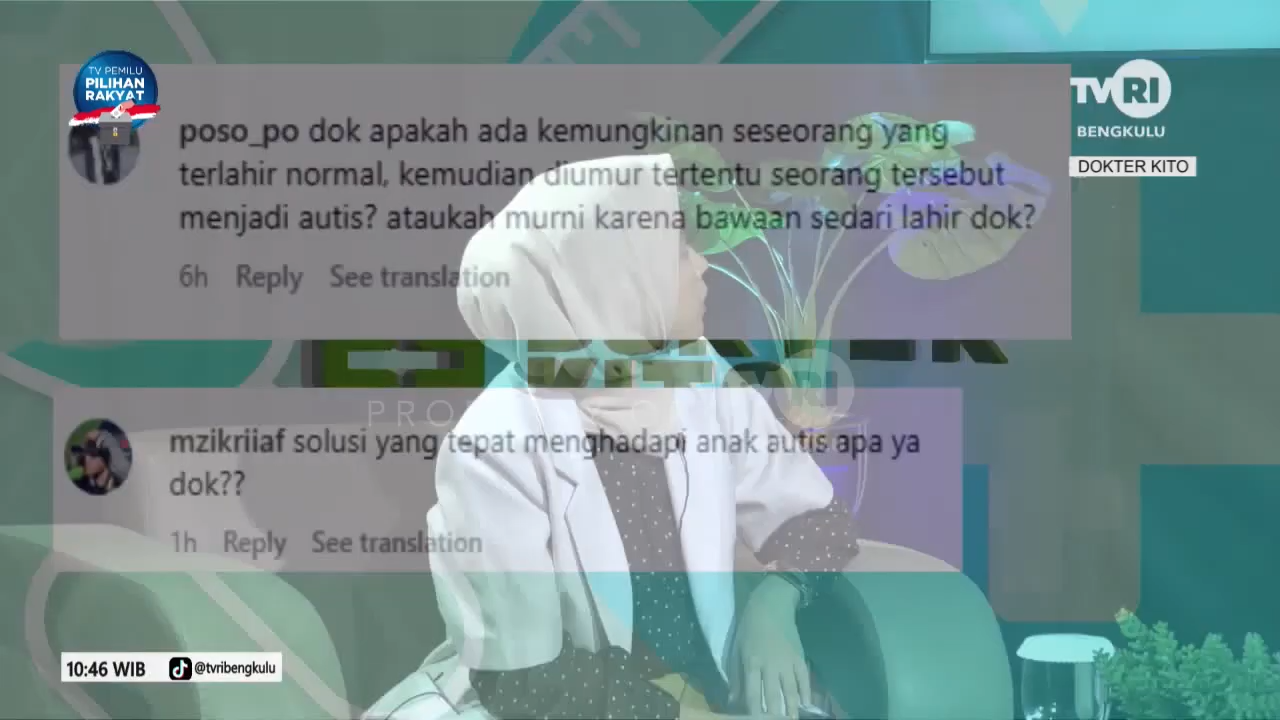 TV PEMILU
PILIHAN
RAKYAT
TVRI
BENGKULU
DOKTER KITO
poso_po dok apakah ada kemungkinan seseorang yang
terlahir normal, kemudian diumur tertentu seorang tersebut
menjadi autis? ataukah murni karena bawaan sedari lahir dok?
6h Reply See translation
mzikriiaf solusi yang tepat menghadapi anak autis apa ya
dok??
1h Reply See translation
10:46 WIB @tvribengkulu